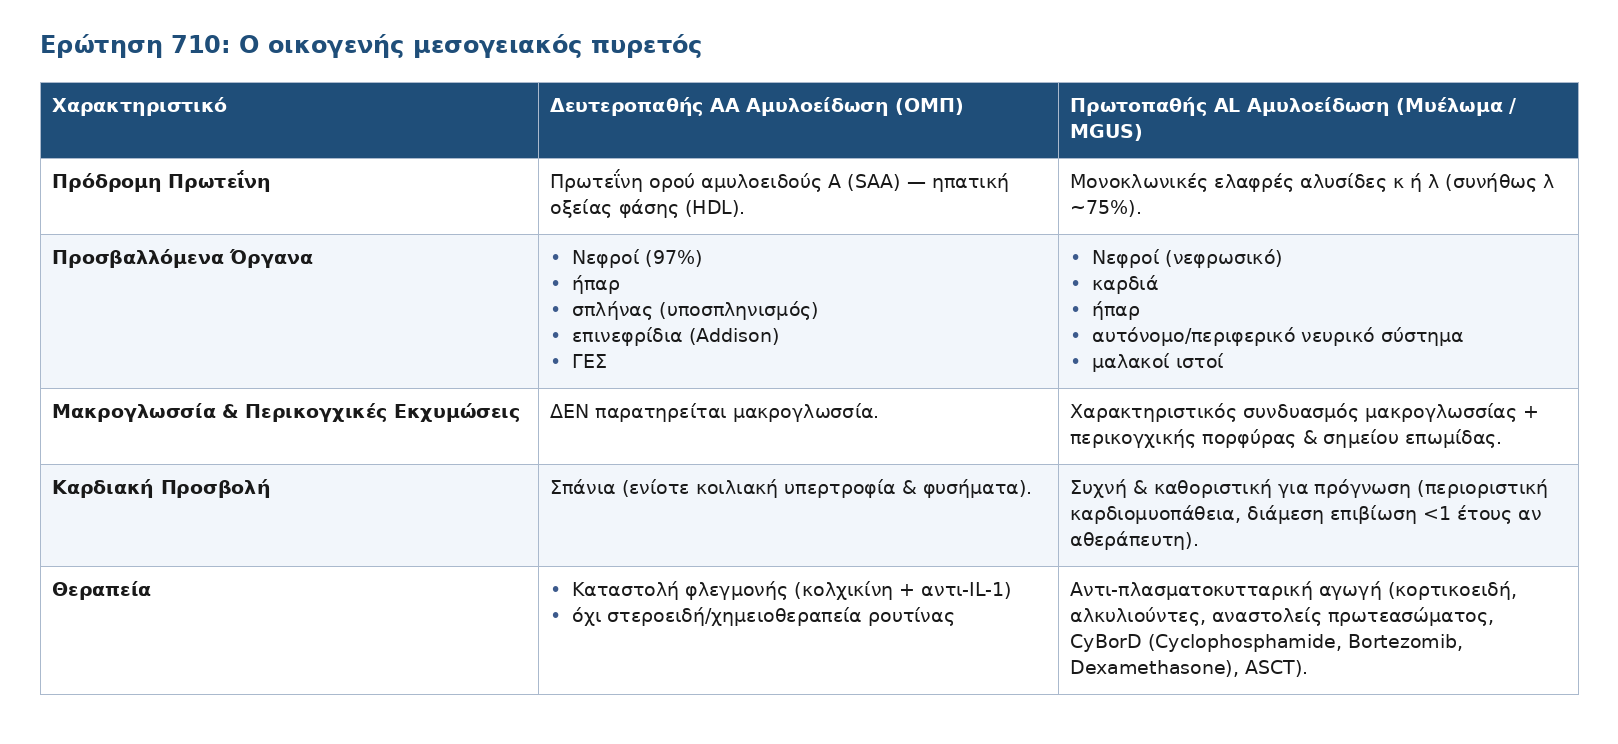 Ερώτηση 710: Ο οικογενής μεσογειακός πυρετός
Χαρακτηριστικό
Δευτεροπαθής AA Αμυλοείδωση (ΟΜΠ)
Πρωτοπαθής AL Αμυλοείδωση (Μυέλωμα /
MGUS)
Πρόδρομη Πρωτεΐνη
Πρωτεΐνη ορού αμυλοειδούς Α (SAA) — ηπατική
οξείας φάσης (HDL).
Μονοκλωνικές ελαφρές αλυσίδες κ ή λ (συνήθως λ
~75%).
Προσβαλλόμενα Όργανα
• Νεφροί (97%)
• ήπαρ
• σπλήνας (υποσπληνισμός)
• επινεφρίδια (Addison)
• ΓΕΣ
• Νεφροί (νεφρωσικό)
• καρδιά
• ήπαρ
• αυτόνομο/περιφερικό νευρικό σύστημα
• μαλακοί ιστοί
Μακρογλωσσία & Περικογχικές Εκχυμώσεις
ΔΕΝ παρατηρείται μακρογλωσσία.
Χαρακτηριστικός συνδυασμός μακρογλωσσίας +
περικογχικής πορφύρας & σημείου επωμίδας.
Καρδιακή Προσβολή
Σπάνια (ενίοτε κοιλιακή υπερτροφία & φυσήματα).
Συχνή & καθοριστική για πρόγνωση (περιοριστική
καρδιομυοπάθεια, διάμεση επιβίωση <1 έτους αν
αθεράπευτη).
Θεραπεία
• Καταστολή φλεγμονής (κολχικίνη + αντι-IL-1)
• όχι στεροειδή/χημειοθεραπεία ρουτίνας
Αντι-πλασματοκυτταρική αγωγή (κορτικοειδή,
αλκυλιούντες, αναστολείς πρωτεασώματος,
CyBorD (Cyclophosphamide, Bortezomib,
Dexamethasone), ASCT).